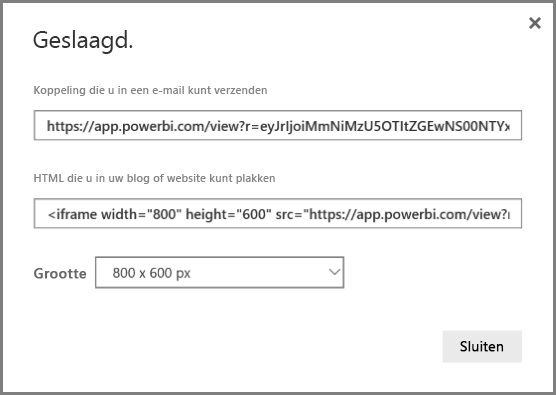 Geslaagd.
Koppeling die u in een e-mail kunt verzenden
https://app.powerbi.com/view?r=eyJrIjoiMmNiMzU5OTItZGEwNS00NTYx
HTML die u in uw blog of website kunt plakken
<iframe width="800" height="600" src="https://app.powerbi.com/view?r
Grootte 800 x 600 px
Sluiten